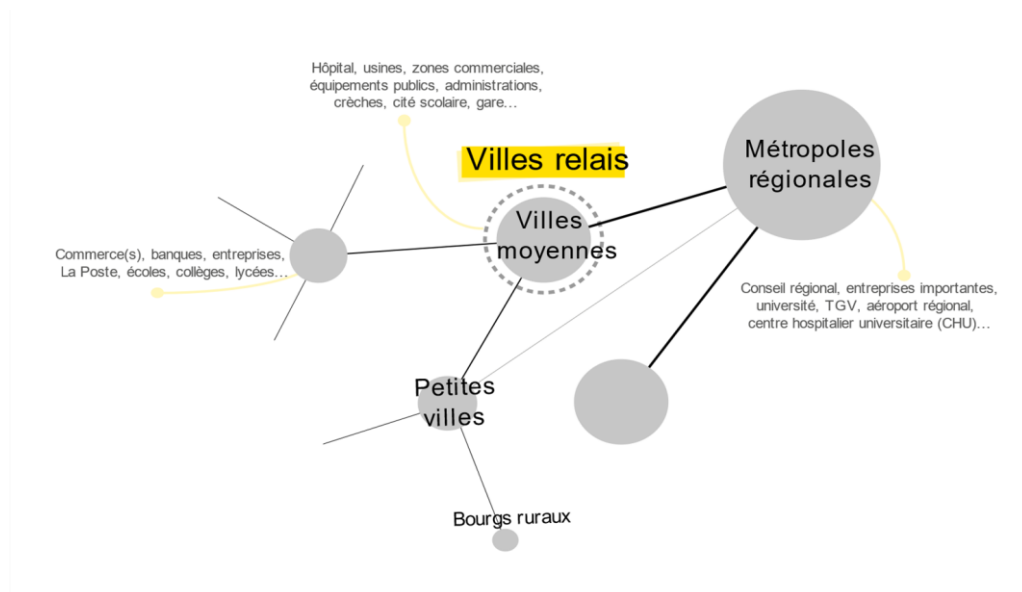 Hôpital, usines, zones commerciales,
équipements publics, administrations,
crèches, cité scolaire, gare...
Villes relais
Métropoles
régionales
Villes
moyennes
Commerce(s), banques, entreprises,
La Poste, écoles, collèges, lycées...
Conseil régional, entreprises importantes,
université, TGV, aéroport régional,
centre hospitalier universitaire (CHU)...
Petites
villes
Bourgs ruraux